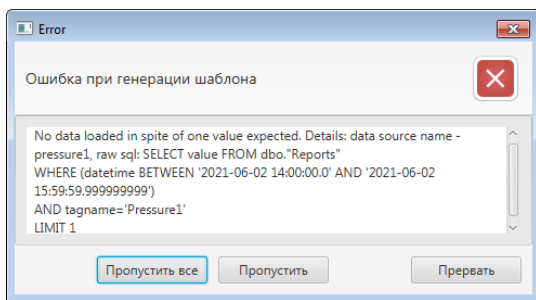 Error
Ошибка при генерации шаблона
No data loaded in spite of one value expected. Details: data source name -
pressure1, raw sql: SELECT value FROM dbo."Reports"
WHERE (datetime BETWEEN '2021-06-02 14:00:00.0' AND '2021-06-02
15:59:59.999999999')
AND tagname='Pressure1'
LIMIT 1
Пропустить все Пропустить Прервать